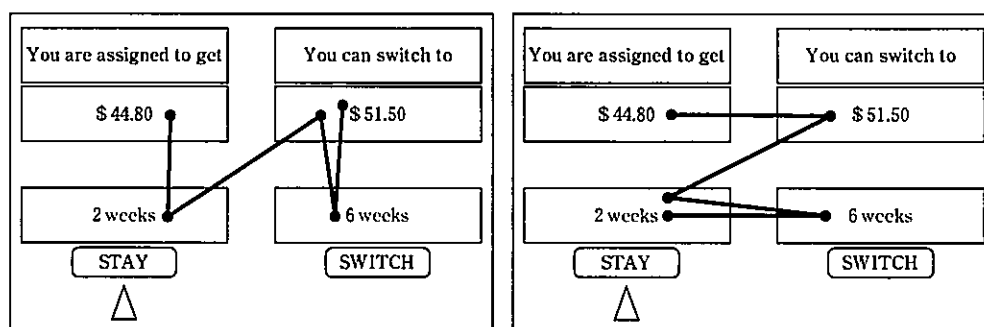 You are assigned to get
You can switch to
$ 44.80
$ 51.50
2 weeks
6 weeks
STAY
SWITCH
You are assigned to get
You can switch to
$ 44.80
$ 51.50
2 weeks
6 weeks
STAY
SWITCH